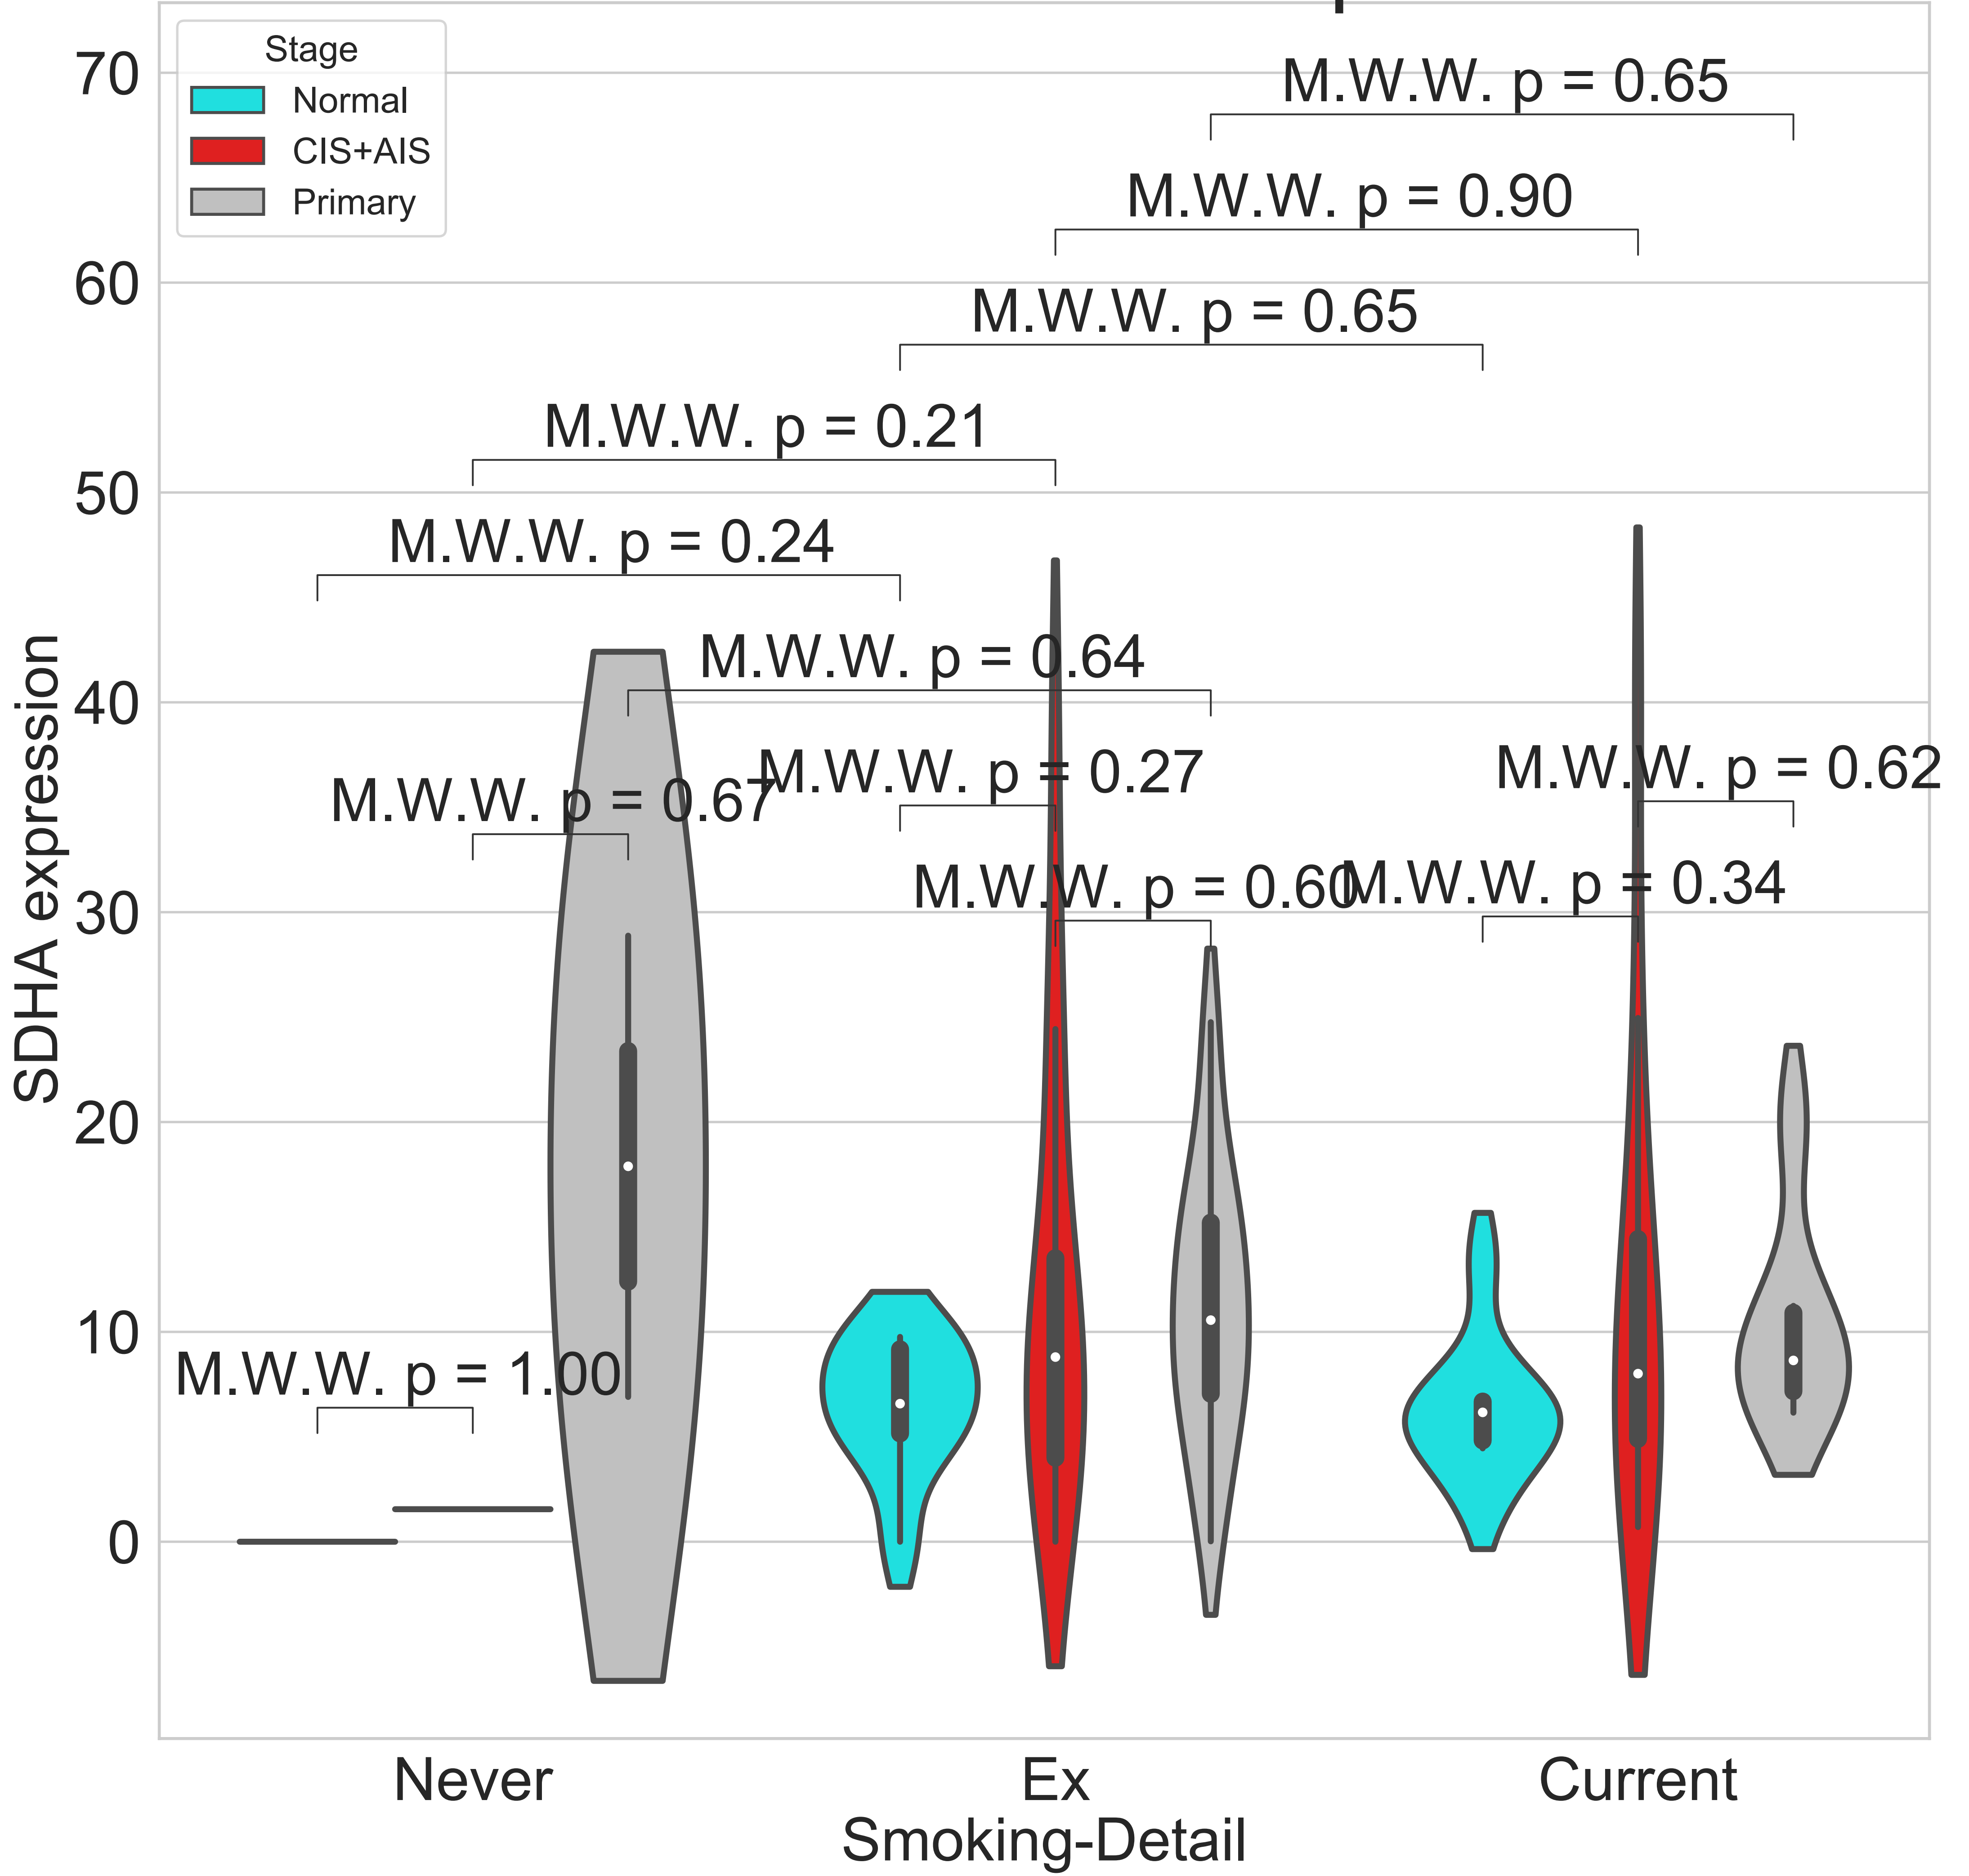 Stage
Normal
CIS+AIS
Primary
M.W.W. p = 0.65
M.W.W. p = 0.90
M.W.W. p = 0.65
M.W.W. p = 0.21
M.W.W. p = 0.24
M.W.W. p = 0.64
M.W.W. p = 0.67
M.W.W. p = 0.27
M.W.W. p = 0.62
M.W.W. p = 0.60
M.W.W. p = 0.34
M.W.W. p = 1.00
70
60
50
40
30
20
10
0
SDHA expression
Never
Ex
Current
Smoking-Detail